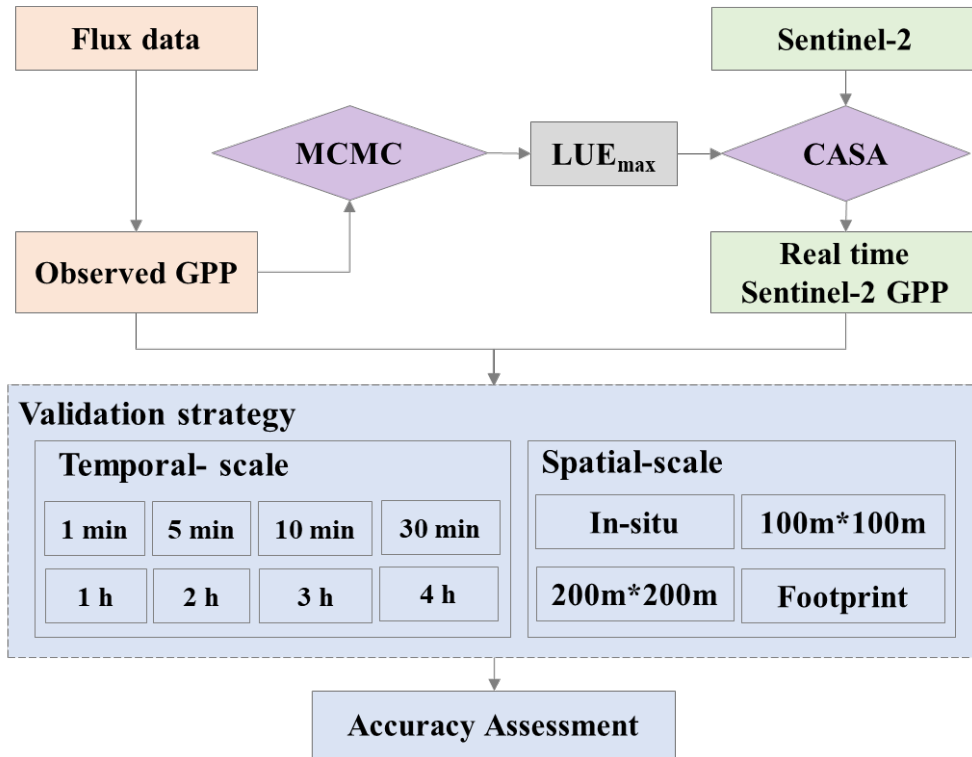 Flux data
Sentinel-2
MCMC
LUEmax
CASA
Observed GPP
Real time
Sentinel-2 GPP
Validation strategy
Temporal- scale
Spatial-scale
1 min
5 min
10 min
30 min
In-situ
100m*100m
1 h
2 h
3 h
4 h
200m*200m
Footprint
Accuracy Assessment